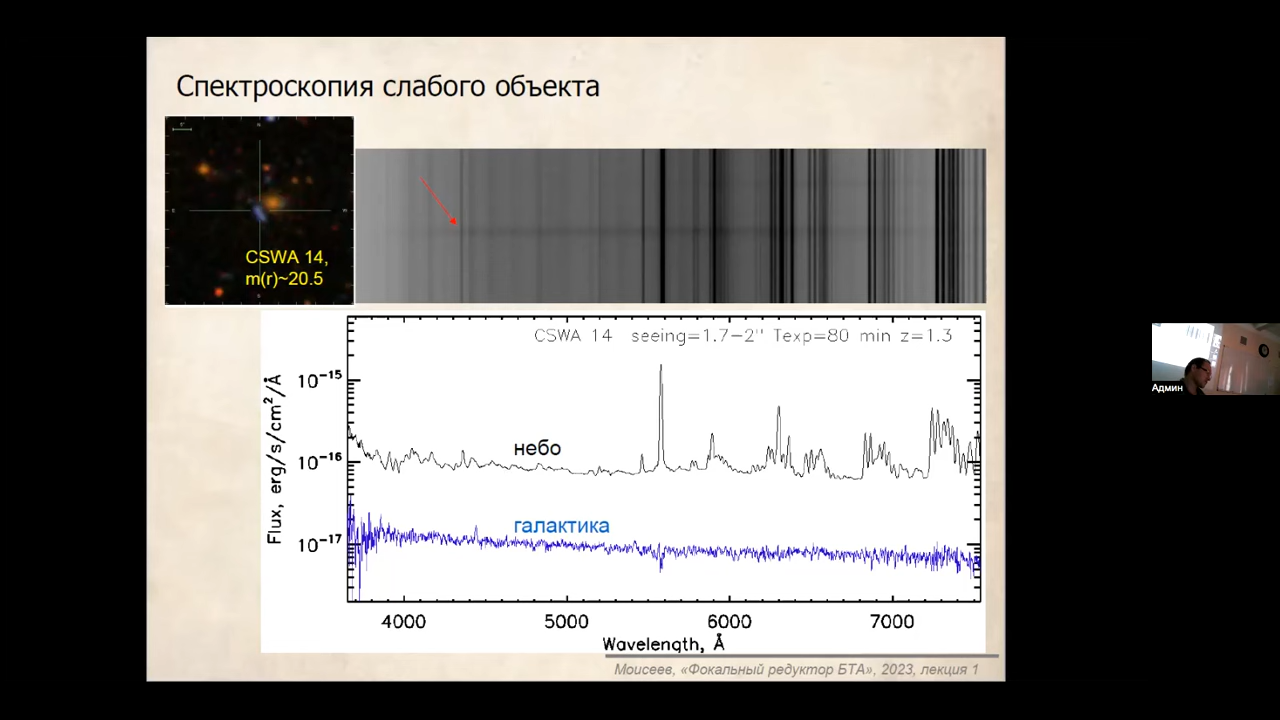 Спектроскопия слабого объекта
CSWA 14,
m(r)~20.5
CSWA 14 seeing=1.7-2" Texp=80 min z=1.3
10⁻¹⁵
10⁻¹⁶
10⁻¹⁷
Flux, erg/s/cm²/Å
небо
галактика
4000 5000 6000 7000
Wavelength, Å
Моисеев, «Фокальный редуктор БТА», 2023, лекция 1
Админ